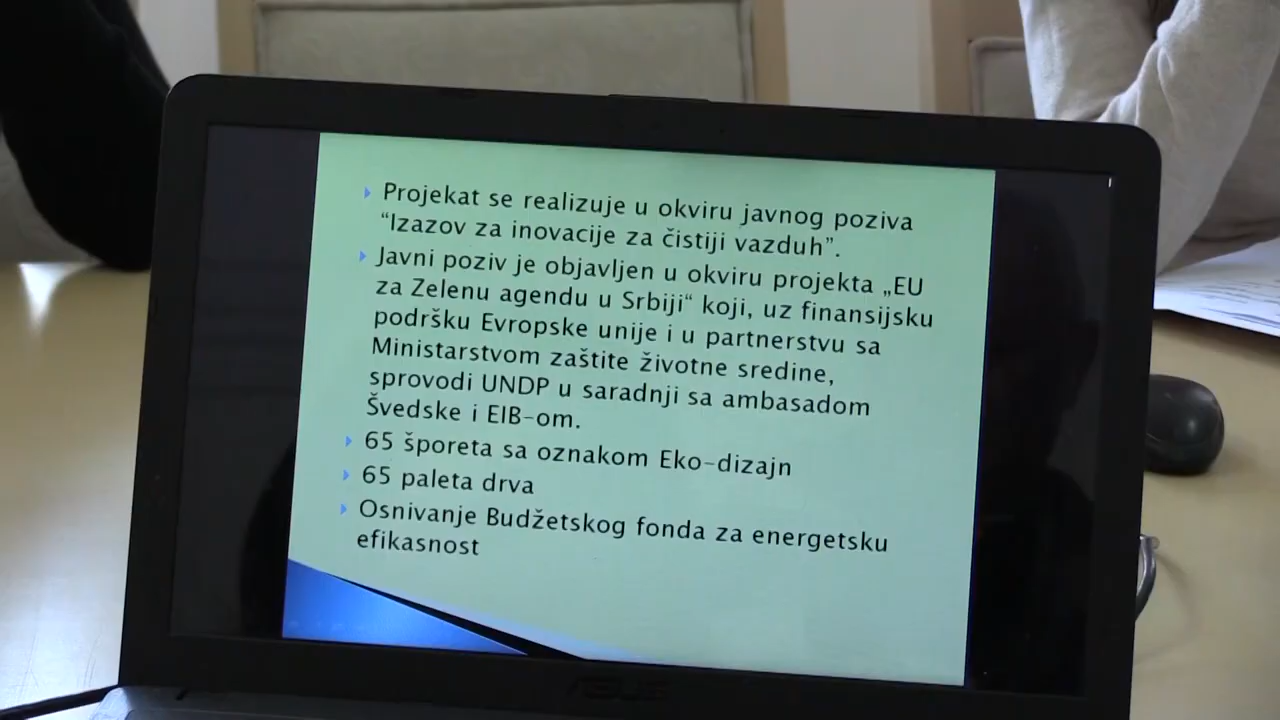 Projekat se realizuje u okviru javnog poziva
“Izazov za inovacije za čistiji vazduh”.
Javni poziv je objavljen u okviru projekta „EU
za Zelenu agendu u Srbiji“ koji, uz finansijsku
podršku Evropske unije i u partnerstvu sa
Ministarstvom zaštite životne sredine,
sprovodi UNDP u saradnji sa ambasadom
Švedske i EIB-om.
65 šporeta sa oznakom Eko-dizajn
65 paleta drva
Osnivanje Budžetskog fonda za energetsku
efikasnost
ASUS